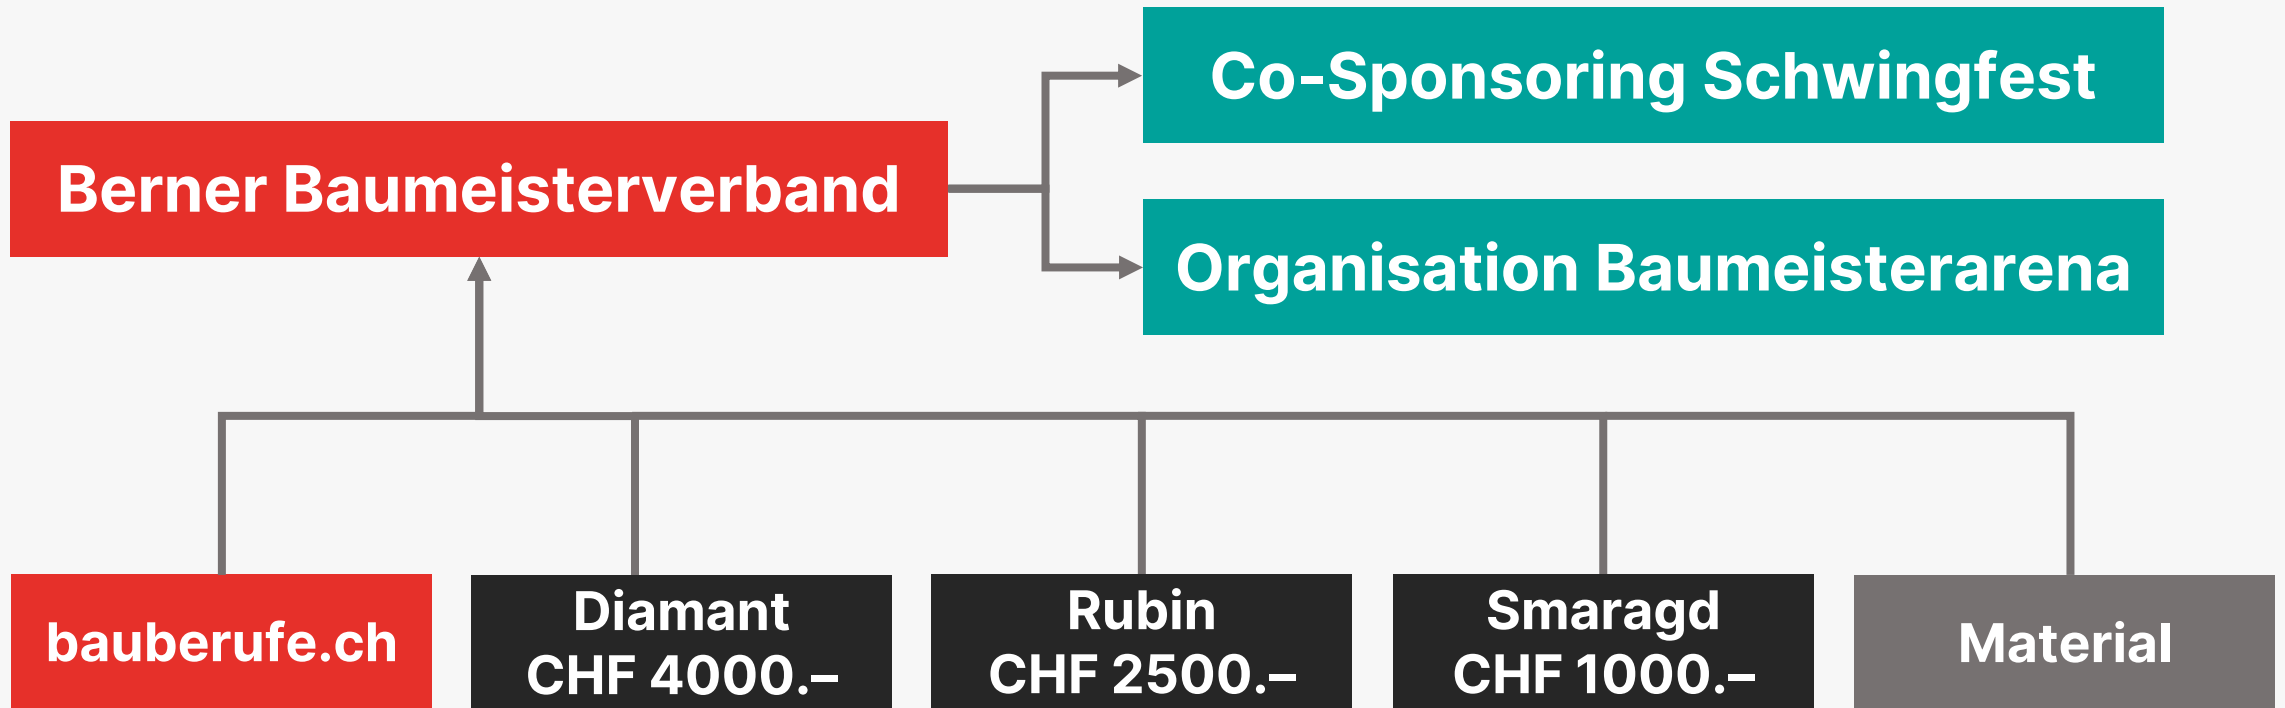 Co-Sponsoring Schwingfest
Berner Baumeisterverband
Organisation Baumeisterarena
bauberufe.ch
Diamant
CHF 4000.–
Rubin
CHF 2500.–
Smaragd
CHF 1000.–
Material